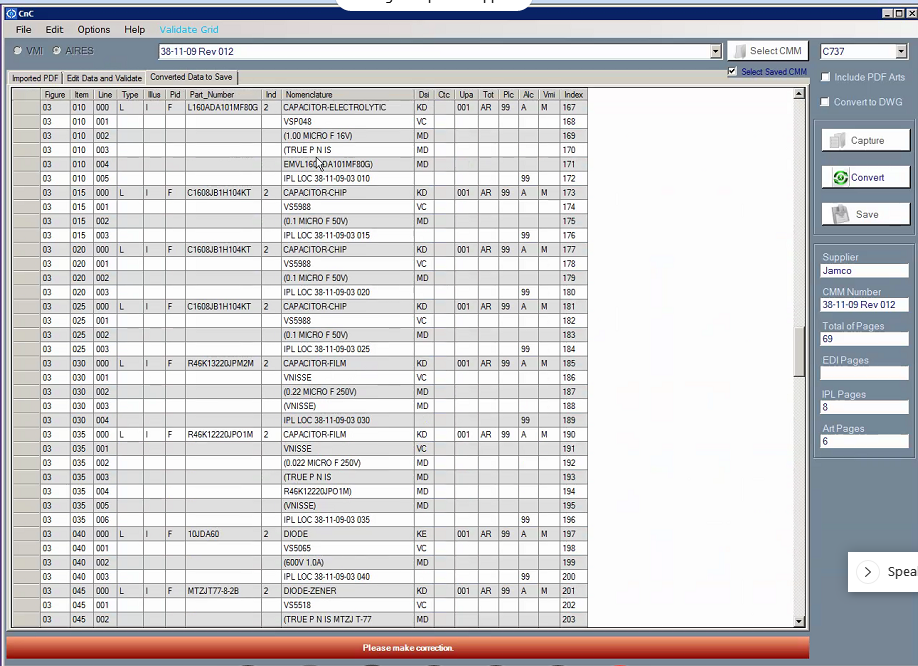 CnC
File Edit Options Help Validate Grid
VMI AIRES 38-11-09 Rev 012 Select CMM C737
Select Saved CMM
Imported PDF Edit Data and Validate Converted Data to Save
Include PDF Arts
Convert to DWG
Capture
Convert
Save
Supplier
Jamco
CMM Number
38-11-09 Rev 012
Total of Pages
69
EDI Pages
IPL Pages
8
Art Pages
6
Figure Item Line Type Illus Pid Part_Number Ind Nomenclature Dsi Ctc Upa Tot Plc Alc Vmi Index
03 010 000 L I F L160ADA101MF80G 2 CAPACITOR-ELECTROLYTIC KD 001 AR 99 A M 167
03 010 001 VSP048 VC 168
03 010 002 (1.00 MICRO F 16V) MD 169
03 010 003 (TRUE P N IS MD 170
03 010 004 MD 171
03 010 005 IPL LOC 38-11-09-03 010 99 172
03 015 000 L I F C1608JB1H104KT 2 CAPACITOR-CHIP KD 001 AR 99 A M 173
03 015 001 VS5988 VC 174
03 015 002 (0.1 MICRO F 50V) MD 175
03 015 003 IPL LOC 38-11-09-03 015 99 176
03 020 000 L I F C1608JB1H104KT 2 CAPACITOR-CHIP KD 001 AR 99 A M 177
03 020 001 VS5988 VC 178
03 020 002 (0.1 MICRO F 50V) MD 179
03 020 003 IPL LOC 38-11-09-03 020 99 180
03 025 000 L I F C1608JB1H104KT 2 CAPACITOR-CHIP KD 001 AR 99 A M 181
03 025 001 VS5988 VC 182
03 025 002 (0.1 MICRO F 50V) MD 183
03 025 003 IPL LOC 38-11-09-03 025 99 184
03 030 000 L I F R46K13220JPM2M 2 CAPACITOR-FILM KD 001 AR 99 A M 185
03 030 001 VNISSE VC 186
03 030 002 (0.22 MICRO F 250V) MD 187
03 030 003 (VNISSE) MD 188
03 030 004 IPL LOC 38-11-09-03 030 99 189
03 035 000 L I F R46K12220JPO1M 2 CAPACITOR-FILM KD 001 AR 99 A M 190
03 035 001 VNISSE VC 191
03 035 002 (0.022 MICRO F 250V) MD 192
03 035 003 (TRUE P N IS MD 193
03 035 004 R46K12220JPO1M) MD 194
03 035 005 (VNISSE) MD 195
03 035 006 IPL LOC 38-11-09-03 035 99 196
03 040 000 L I F 10JDA60 2 DIODE KE 001 AR 99 A M 197
03 040 001 VS5065 VC 198
03 040 002 (600V 1.0A) MD 199
03 040 003 IPL LOC 38-11-09-03 040 99 200
03 045 000 L I F MTZJT77-8-2B 2 DIODE-ZENER KD 001 AR 99 A M 201
03 045 001 VS5518 VC 202
03 045 002 (TRUE P N IS MTZJ T-77 MD 203
Please make correction.